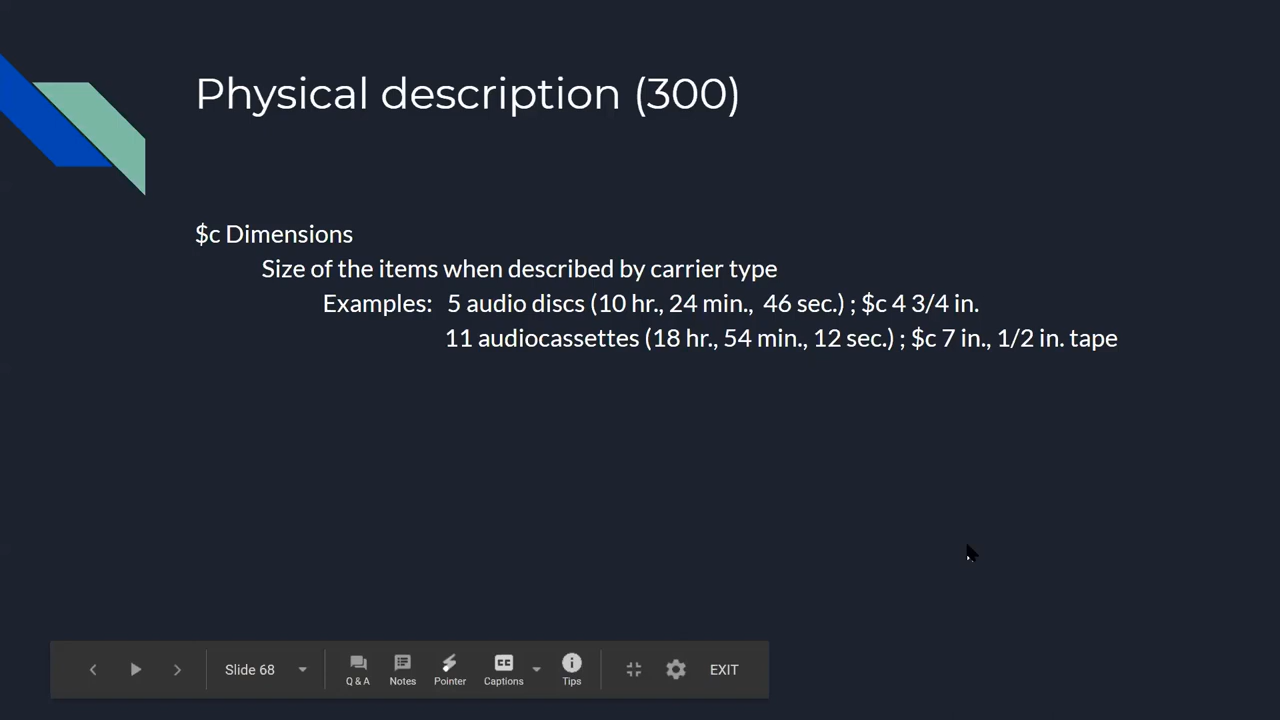 Physical description (300)
$c Dimensions
Size of the items when described by carrier type
Examples: 5 audio discs (10 hr., 24 min., 46 sec.) ; $c 4 3/4 in.
11 audiocassettes (18 hr., 54 min., 12 sec.) ; $c 7 in., 1/2 in. tape
Slide 68
Q & A
Notes
Pointer
CC
Captions
Tips
EXIT